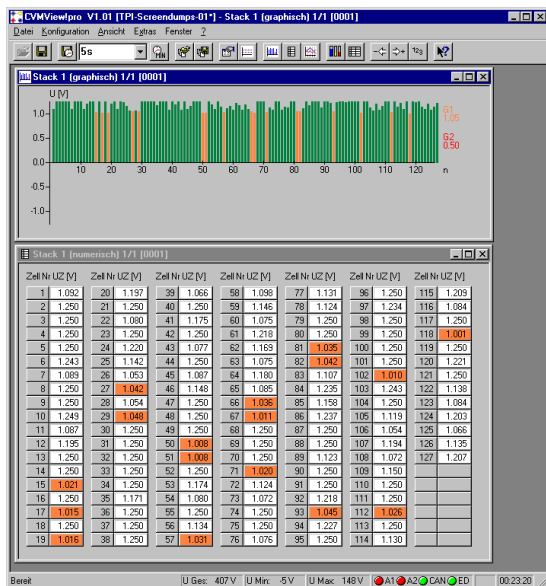 CVMView!pro V1.01 [TPI-Screendumps-01*] - Stack 1 (graphisch) 1/1 [0001]
Datei Konfiguration Ansicht Extras Fenster ?
5s MIN 123
Stack 1 (graphisch) 1/1 [0001]
U [V]
1.0
0.5
0.0
-0.5
-1.0
10 20 30 40 50 60 70 80 90 100 110 120 n
G1
1.05
G2
0.50
Stack 1 (numerisch) 1/1 [0001]
Zell Nr UZ [V] Zell Nr UZ [V] Zell Nr UZ [V] Zell Nr UZ [V] Zell Nr UZ [V] Zell Nr UZ [V] Zell Nr UZ [V]
1 1.092 20 1.197 39 1.066 58 1.098 77 1.131 96 1.250 115 1.209
2 1.250 21 1.250 40 1.250 59 1.146 78 1.124 97 1.234 116 1.084
3 1.250 22 1.080 41 1.175 60 1.075 79 1.250 98 1.250 117 1.250
4 1.250 23 1.250 42 1.250 61 1.218 80 1.250 99 1.250 118 1.001
5 1.250 24 1.220 43 1.077 62 1.169 81 1.035 100 1.250 119 1.250
6 1.243 25 1.142 44 1.250 63 1.075 82 1.042 101 1.250 120 1.221
7 1.089 26 1.053 45 1.087 64 1.180 83 1.107 102 1.010 121 1.250
8 1.250 27 1.042 46 1.148 65 1.085 84 1.235 103 1.243 122 1.138
9 1.250 28 1.054 47 1.250 66 1.036 85 1.158 104 1.250 123 1.084
10 1.249 29 1.048 48 1.250 67 1.011 86 1.237 105 1.119 124 1.203
11 1.087 30 1.250 49 1.250 68 1.250 87 1.250 106 1.054 125 1.066
12 1.195 31 1.250 50 1.008 69 1.250 88 1.250 107 1.194 126 1.135
13 1.250 32 1.250 51 1.008 70 1.250 89 1.123 108 1.072 127 1.207
14 1.250 33 1.250 52 1.250 71 1.020 90 1.250 109 1.150
15 1.021 34 1.250 53 1.174 72 1.124 91 1.250 110 1.250
16 1.250 35 1.171 54 1.080 73 1.072 92 1.218 111 1.250
17 1.015 36 1.250 55 1.250 74 1.250 93 1.045 112 1.026
18 1.250 37 1.250 56 1.134 75 1.250 94 1.227 113 1.250
19 1.016 38 1.250 57 1.031 76 1.076 95 1.250 114 1.130
Bereit U Ges: 407 V U Min: -5 V U Max: 148 V A1 A2 CAN ED 00:23:20